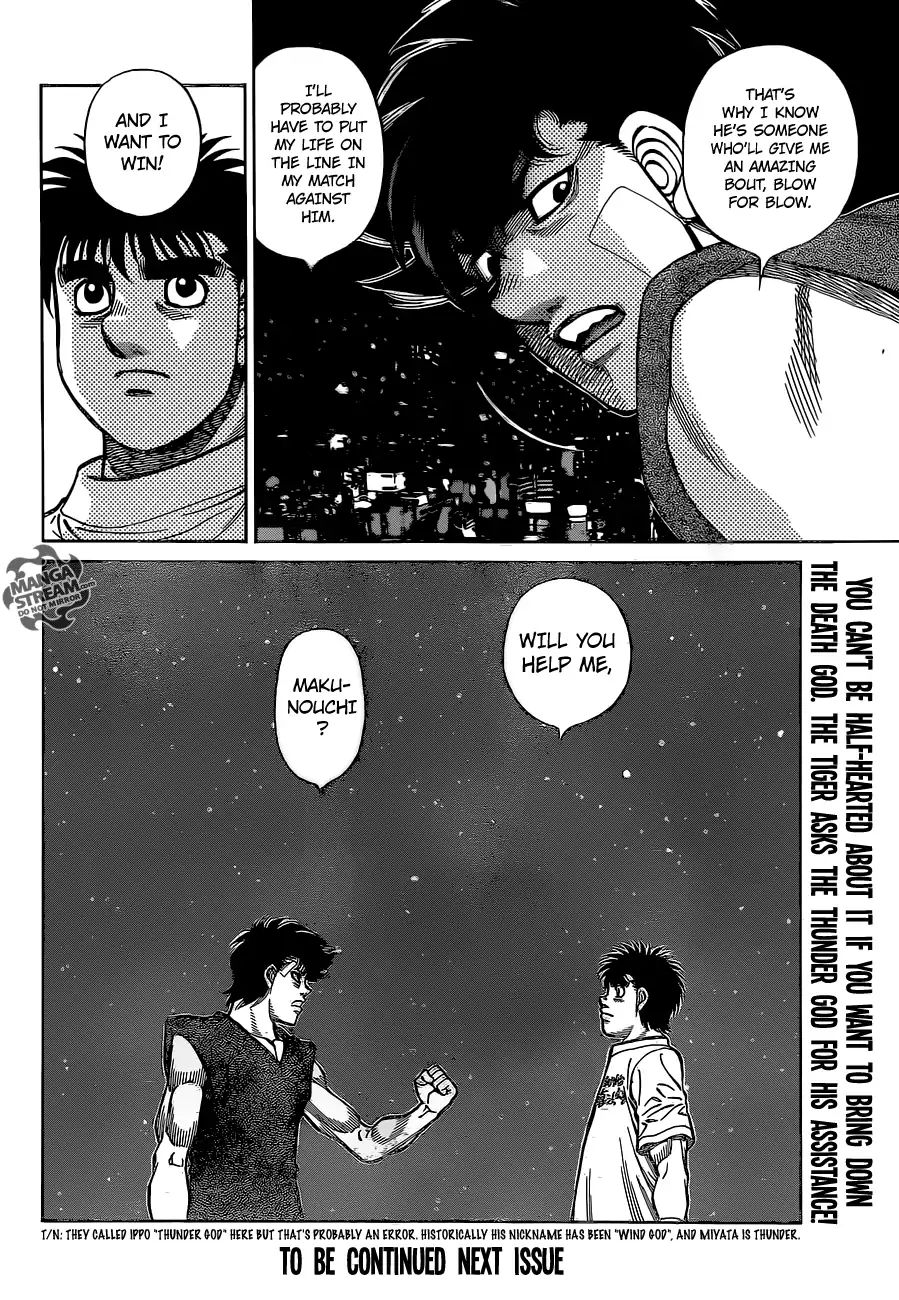 THAT'S
WHY I KNOW
HE'S SOMEONE
WHO'LL GIVE ME
AN AMAZING
BOUT, BLOW
FOR BLOW.
I'LL
PROBABLY
HAVE TO PUT
MY LIFE ON
THE LINE IN
MY MATCH
AGAINST
HIM.
AND I
WANT TO
WIN!
MANGA
STREAM.com
DO NOT MIRROR
WILL YOU
HELP ME,
MAKU-
NOUCHI
?
YOU CAN'T BE HALF-HEARTED ABOUT IT IF YOU WANT TO BRING DOWN
THE DEATH GOD. THE TIGER ASKS THE THUNDER GOD FOR HIS ASSISTANCE!
T/N: THEY CALLED IPPO "THUNDER GOD" HERE BUT THAT'S PROBABLY AN ERROR. HISTORICALLY HIS NICKNAME HAS BEEN "WIND GOD", AND MIYATA IS THUNDER.
TO BE CONTINUED NEXT ISSUE